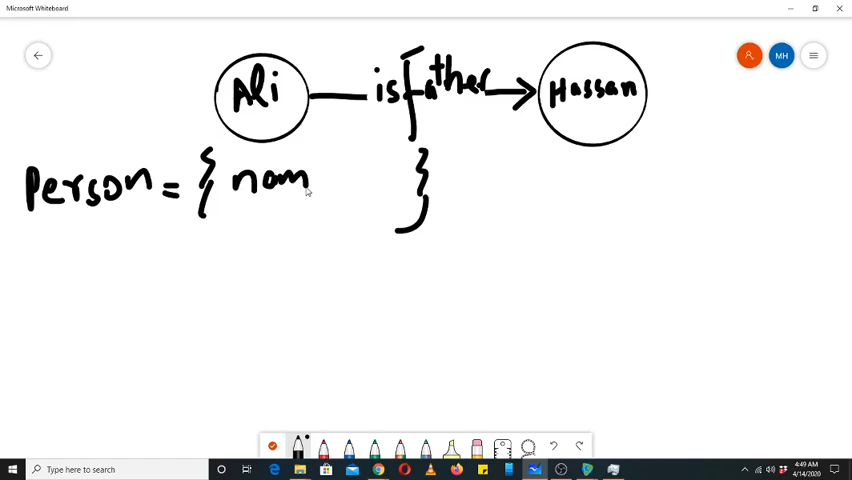 Microsoft Whiteboard
Ali isfather Hassan
MH
Person = { nam }
Type here to search
4:49 AM
4/14/2020